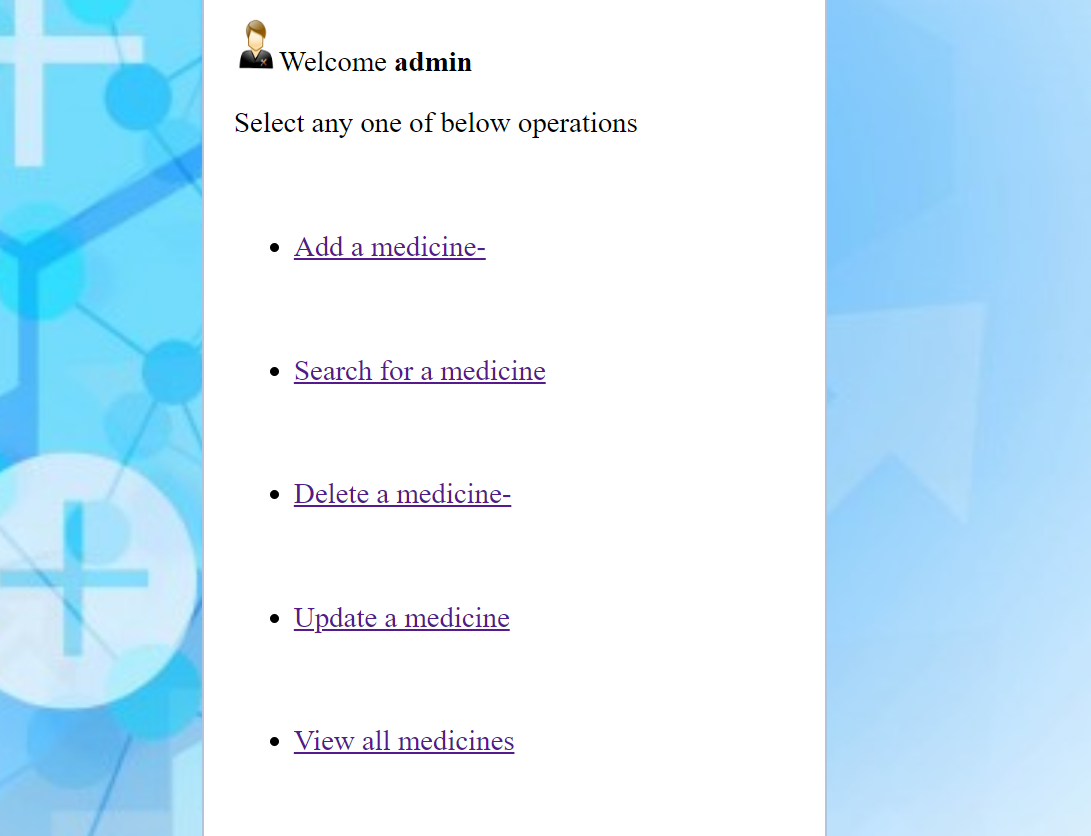 Welcome admin
Select any one of below operations
Add a medicine-
Search for a medicine
Delete a medicine-
Update a medicine
View all medicines